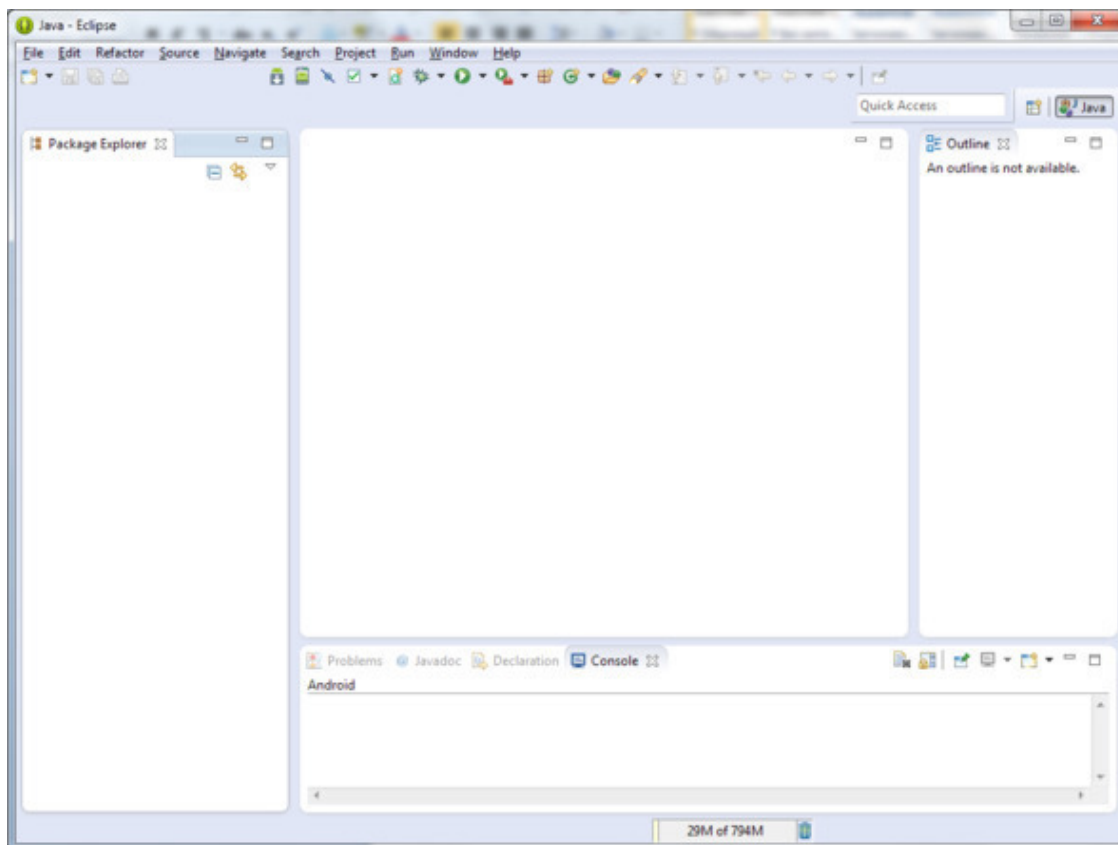 Java - Eclipse
File Edit Refactor Source Navigate Search Project Run Window Help
Quick Access
Java
Package Explorer
Outline
An outline is not available.
Problems Javadoc Declaration Console
Android
29M of 794M